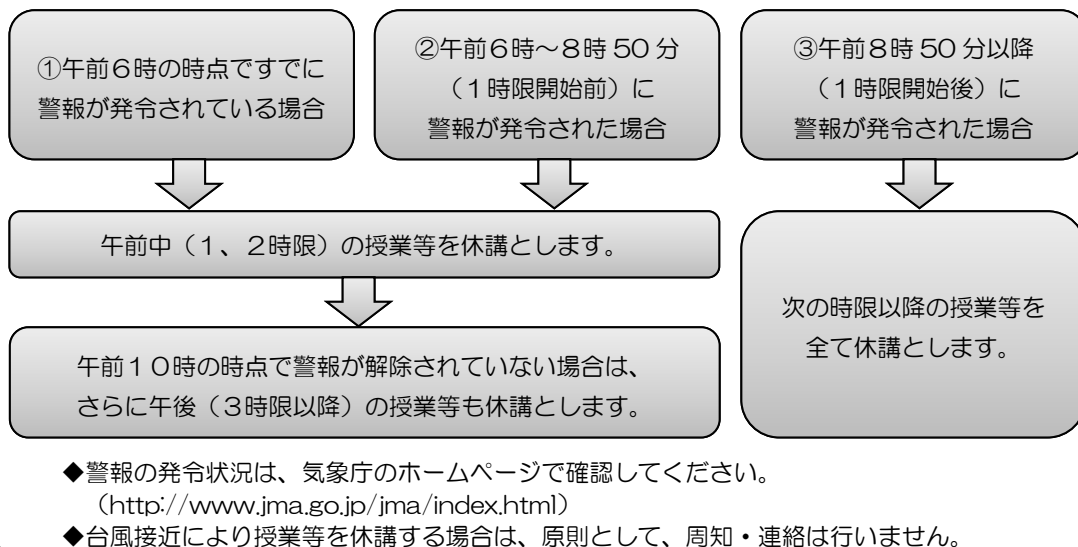 ①午前６時の時点ですでに
警報が発令されている場合
②午前６時～８時 50 分
（１時限開始前）に
警報が発令された場合
③午前８時 50 分以降
（１時限開始後）に
警報が発令された場合
午前中（１、２時限）の授業等を休講とします。
午前１０時の時点で警報が解除されていない場合は、
さらに午後（３時限以降）の授業等も休講とします。
次の時限以降の授業等を
全て休講とします。
◆警報の発令状況は、気象庁のホームページで確認してください。
（http://www.jma.go.jp/jma/index.html）
◆台風接近により授業等を休講する場合は、原則として、周知・連絡は行いません。